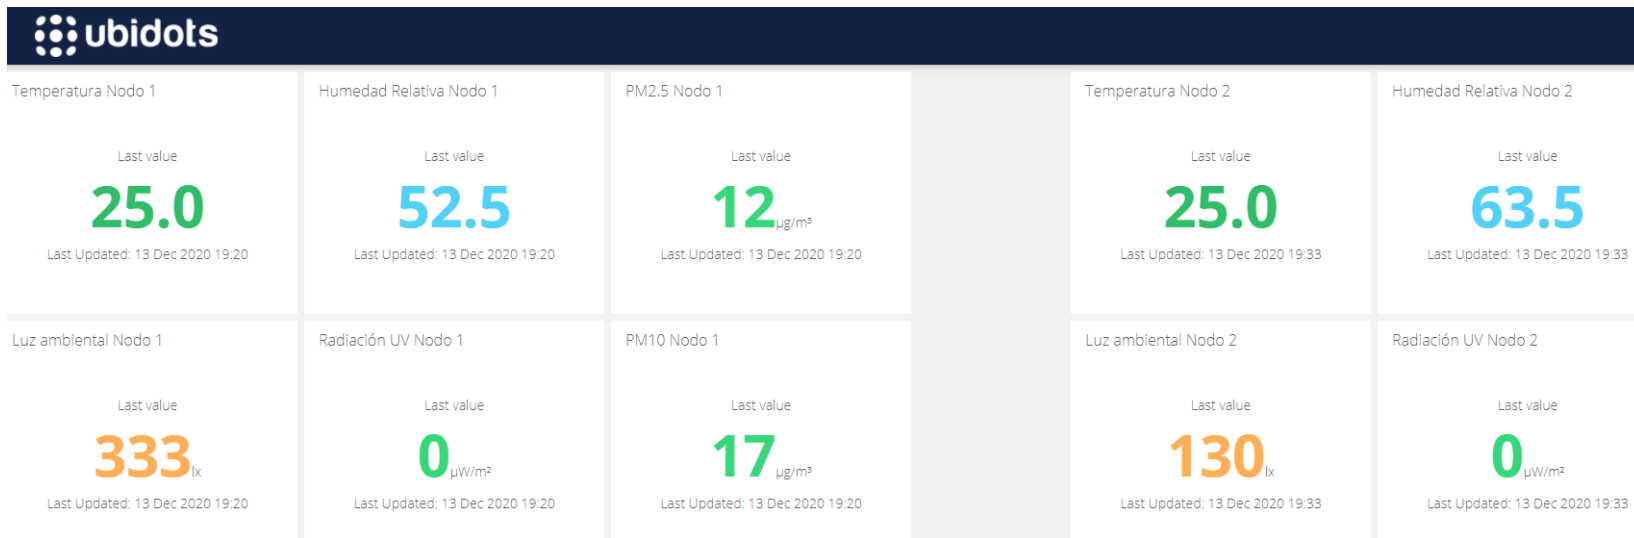 ubidots
Temperatura Nodo 1
Last value
25.0
Last Updated: 13 Dec 2020 19:20
Humedad Relativa Nodo 1
Last value
52.5
Last Updated: 13 Dec 2020 19:20
PM2.5 Nodo 1
Last value
12 µg/m³
Last Updated: 13 Dec 2020 19:20
Temperatura Nodo 2
Last value
25.0
Last Updated: 13 Dec 2020 19:33
Humedad Relativa Nodo 2
Last value
63.5
Last Updated: 13 Dec 2020 19:33
Luz ambiental Nodo 1
Last value
333 lx
Last Updated: 13 Dec 2020 19:20
Radiación UV Nodo 1
Last value
0 µW/m²
Last Updated: 13 Dec 2020 19:20
PM10 Nodo 1
Last value
17 µg/m³
Last Updated: 13 Dec 2020 19:20
Luz ambiental Nodo 2
Last value
130 lx
Last Updated: 13 Dec 2020 19:33
Radiación UV Nodo 2
Last value
0 µW/m²
Last Updated: 13 Dec 2020 19:33